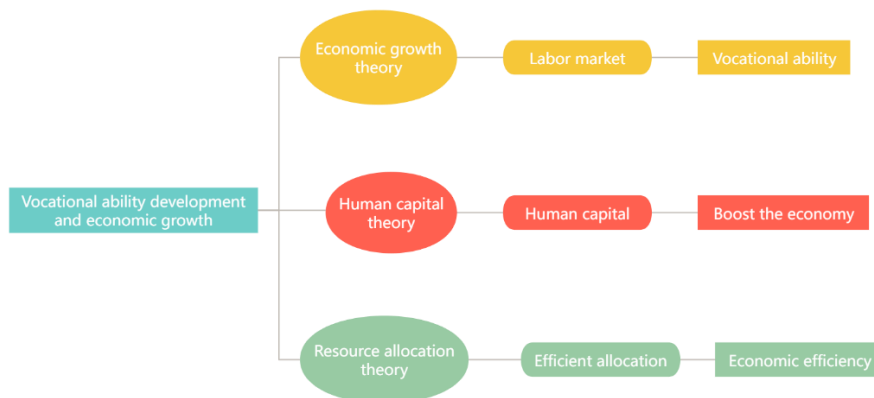 Economic growth
theory
Labor market
Vocational ability
Vocational ability development
and economic growth
Human capital
theory
Human capital
Boost the economy
Resource allocation
theory
Efficient allocation
Economic efficiency